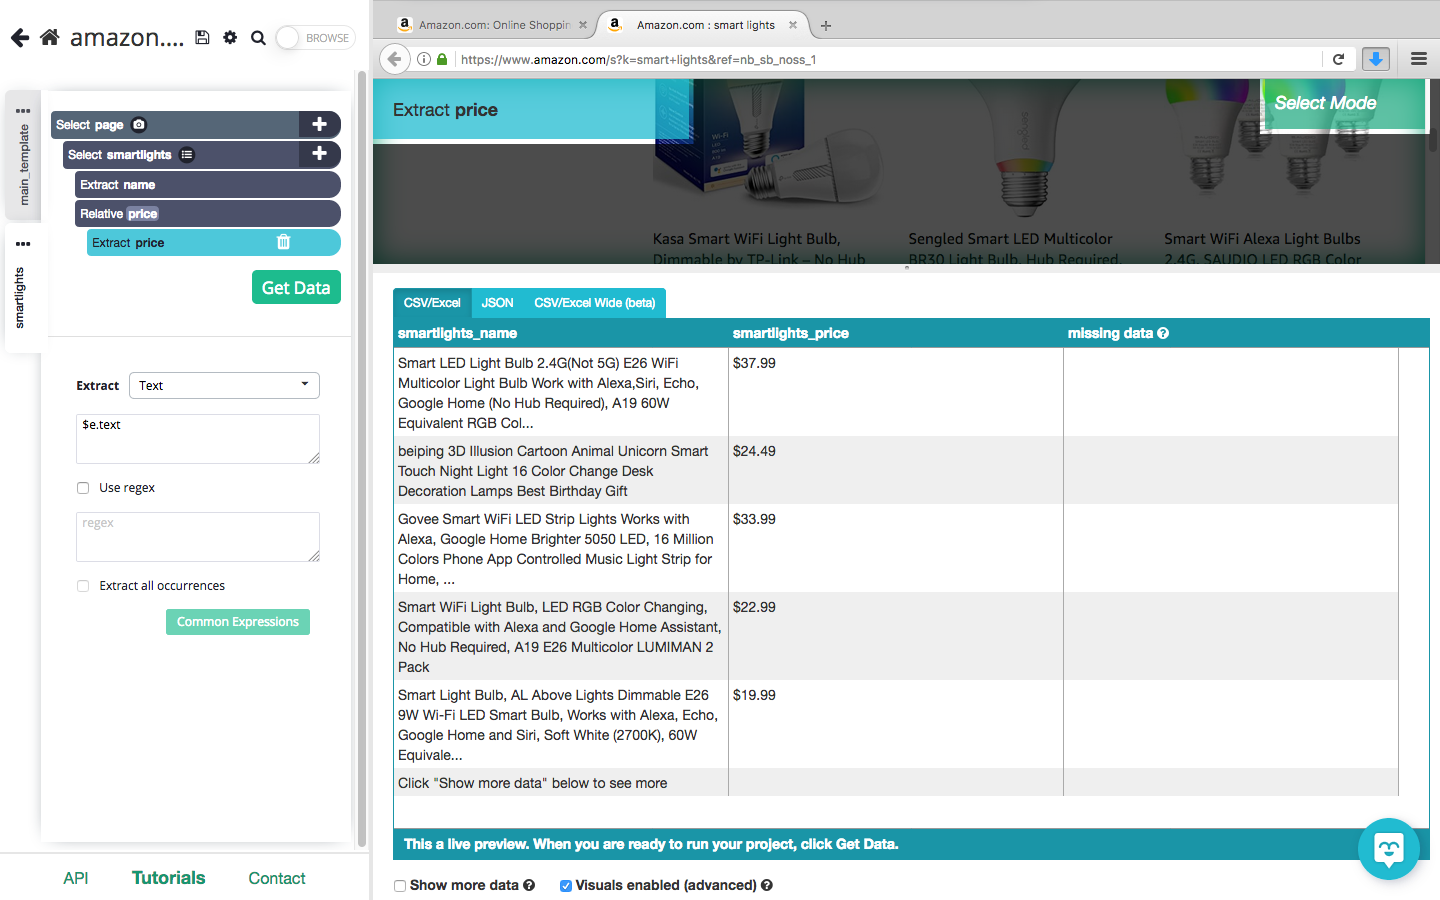 amazon....
BROWSE
main_template
smartlights
Select page
Select smartlights
Extract name
Relative price
Extract price
Get Data
Extract
Text
$e.text
Use regex
regex
Extract all occurrences
Common Expressions
API
Tutorials
Contact
Amazon.com: Online Shoppin
Amazon.com : smart lights
https://www.amazon.com/s?k=smart+lights&ref=nb_sb_noss_1
Extract price
Select Mode
Kasa Smart WiFi Light Bulb,
Dimmable by TP-Link – No Hub
Sengled Smart LED Multicolor
BR30 Light Bulb, Hub Required,
Smart WiFi Alexa Light Bulbs
2.4G, SAUDIO LED RGB Color
CSV/Excel
JSON
CSV/Excel Wide (beta)
smartlights_name
smartlights_price
missing data
Smart LED Light Bulb 2.4G(Not 5G) E26 WiFi
Multicolor Light Bulb Work with Alexa,Siri, Echo,
Google Home (No Hub Required), A19 60W
Equivalent RGB Col...
$37.99
beiping 3D Illusion Cartoon Animal Unicorn Smart
Touch Night Light 16 Color Change Desk
Decoration Lamps Best Birthday Gift
$24.49
Govee Smart WiFi LED Strip Lights Works with
Alexa, Google Home Brighter 5050 LED, 16 Million
Colors Phone App Controlled Music Light Strip for
Home, ...
$33.99
Smart WiFi Light Bulb, LED RGB Color Changing,
Compatible with Alexa and Google Home Assistant,
No Hub Required, A19 E26 Multicolor LUMIMAN 2
Pack
$22.99
Smart Light Bulb, AL Above Lights Dimmable E26
9W Wi-Fi LED Smart Bulb, Works with Alexa, Echo,
Google Home and Siri, Soft White (2700K), 60W
Equivale...
$19.99
Click "Show more data" below to see more
This a live preview. When you are ready to run your project, click Get Data.
Show more data
Visuals enabled (advanced)